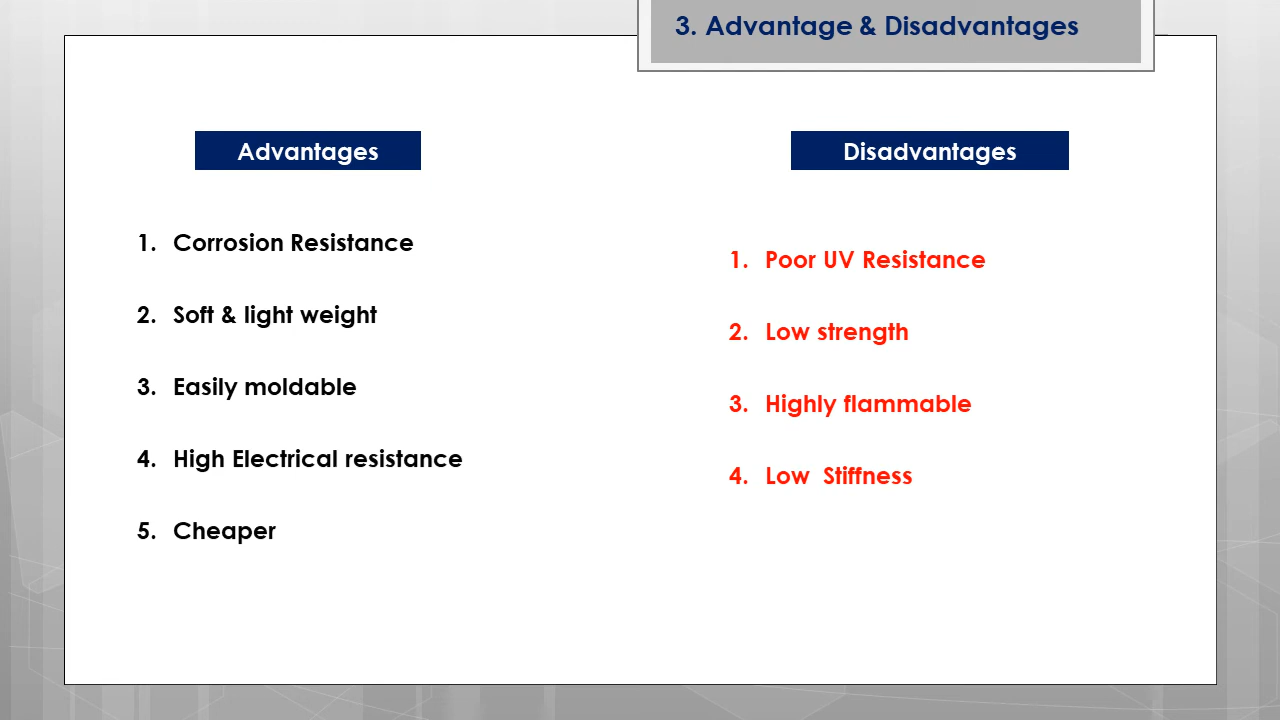 3. Advantage & Disadvantages
Advantages
1. Corrosion Resistance
2. Soft & light weight
3. Easily moldable
4. High Electrical resistance
5. Cheaper
Disadvantages
1. Poor UV Resistance
2. Low strength
3. Highly flammable
4. Low  Stiffness